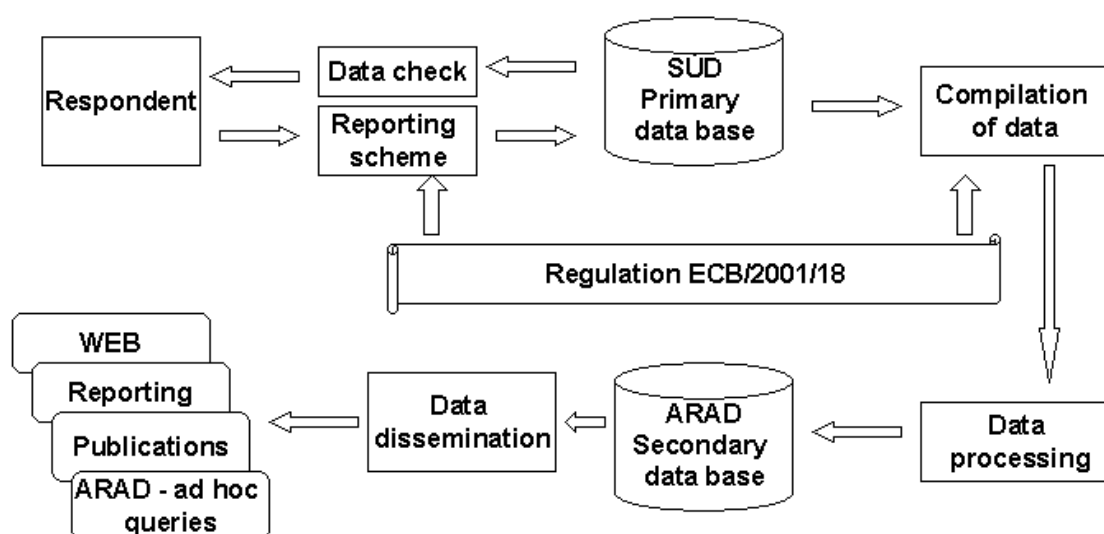 Respondent
Data check
Reporting
scheme
SÚD
Primary
data base
Compilation
of data
Regulation ECB/2001/18
WEB
Reporting
Publications
ARAD - ad hoc
queries
Data
dissemination
ARAD
Secondary
data base
Data
processing